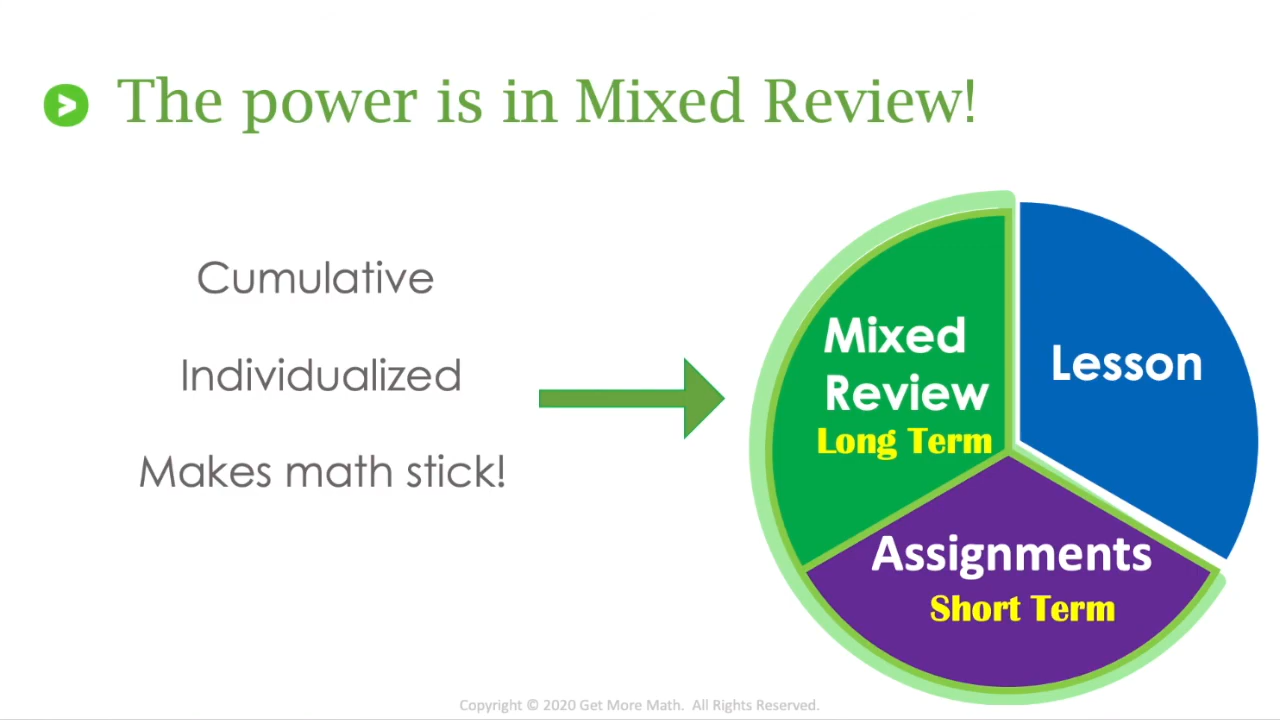 The power is in Mixed Review!
Cumulative
Individualized
Makes math stick!
Mixed
Review
Long Term
Lesson
Assignments
Short Term
Copyright © 2020 Get More Math. All Rights Reserved.